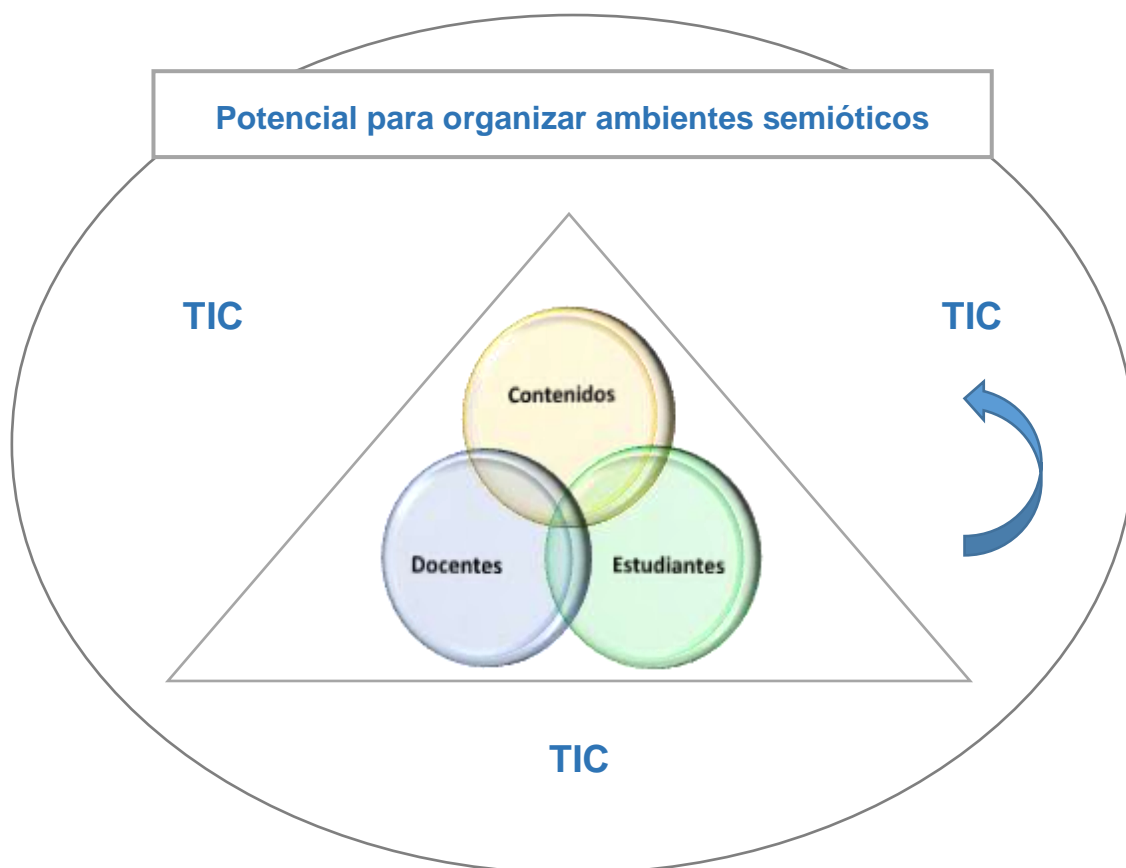 Potencial para organizar ambientes semióticos
TIC
TIC
Contenidos
Docentes
Estudiantes
TIC